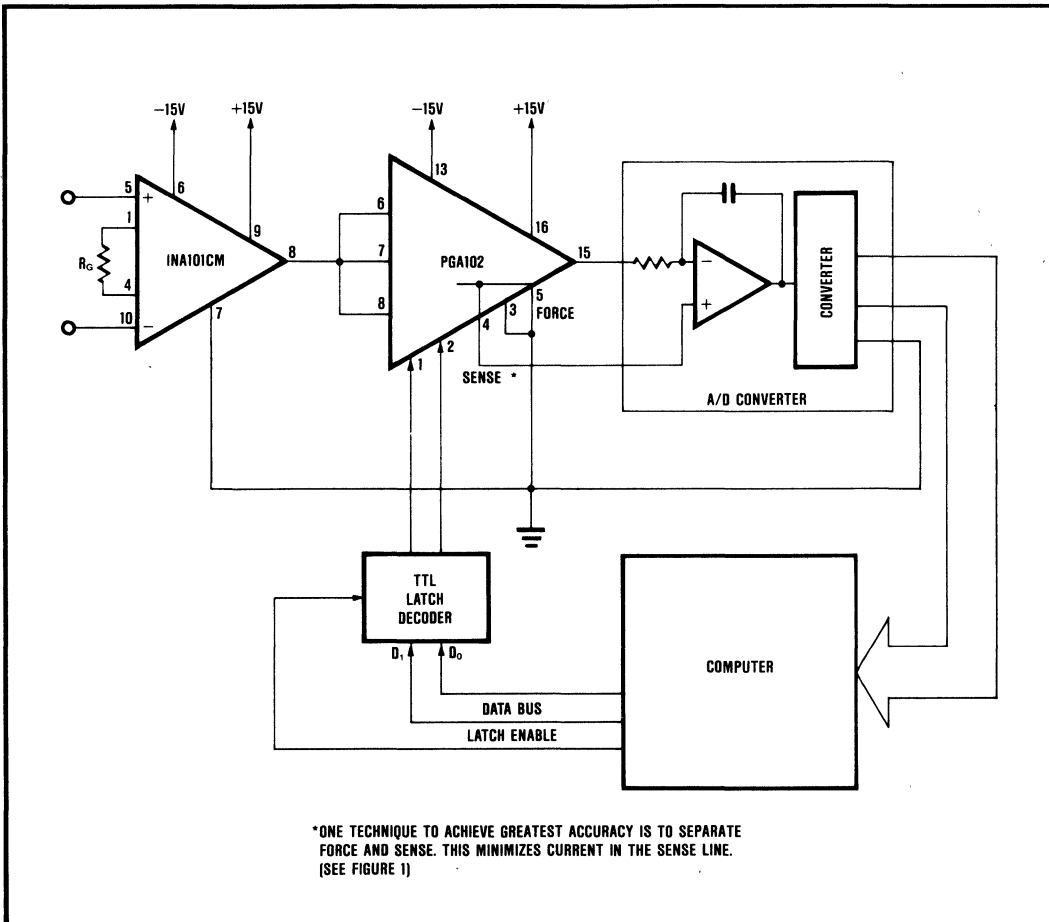 −15V
+15V
−15V
+15V
5
+
6
1
9
RG
INA101CM
8
4
10
−
7
13
6
16
7
PGA102
15
8
5
3
FORCE
4
2
1
SENSE *
−
+
CONVERTER
A/D CONVERTER
TTL
LATCH
DECODER
D₁
D₀
DATA BUS
LATCH ENABLE
COMPUTER
*ONE TECHNIQUE TO ACHIEVE GREATEST ACCURACY IS TO SEPARATE
FORCE AND SENSE. THIS MINIMIZES CURRENT IN THE SENSE LINE.
(SEE FIGURE 1)